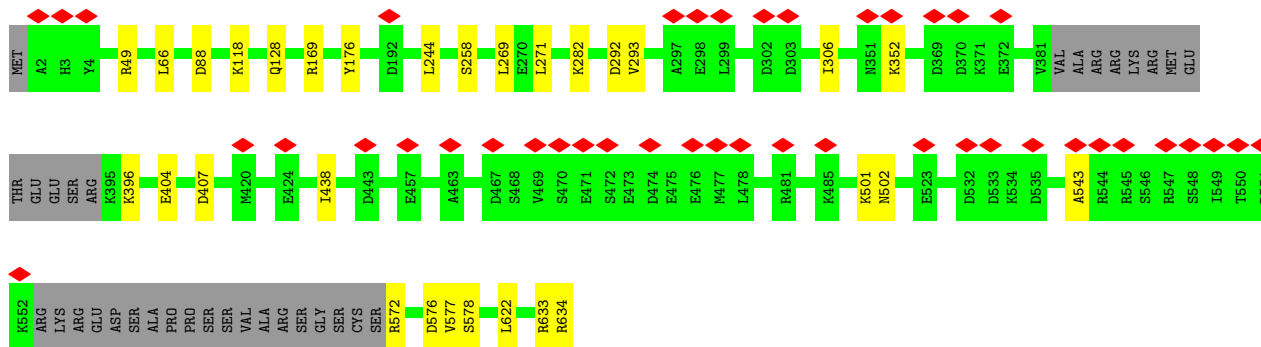 MET A2 H3 Y4 R49 L66 D88 K118 Q128 R169 Y176 D192 L244 S258 L269 E270 L271 K282 D292 V293 A297 E298 L299 D302 D303 I306 N351 K352 D369 D370 K371 E372 V381 VAL ALA ARG ARG LYS ARG MET GLU
THR GLU GLU SER ARG K395 K396 E404 D407 M420 E424 I438 D443 E457 A463 D467 S468 V469 S470 E471 S472 E473 D474 E475 E476 M477 L478 R481 K485 K501 N502 E523 D532 D533 K534 D535 A543 R544 R545 S546 R547 S548 I549 T550
K552 ARG LYS ARG GLU ASP SER ALA PRO PRO SER SER VAL ALA ARG SER GLY SER CYS SER R572 D576 V577 S578 L622 R633 R634